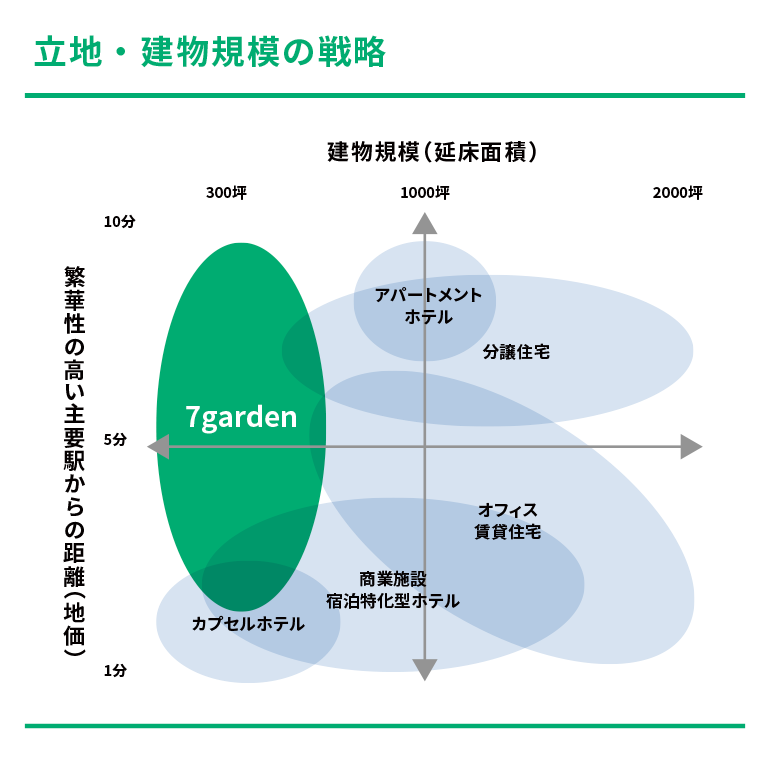 立地・建物規模の戦略
建物規模（延床面積）
300坪
1000坪
2000坪
10分
繁華性の高い主要駅からの距離（地価）
アパートメント
ホテル
分譲住宅
7garden
5分
オフィス
賃貸住宅
商業施設
宿泊特化型ホテル
カプセルホテル
1分